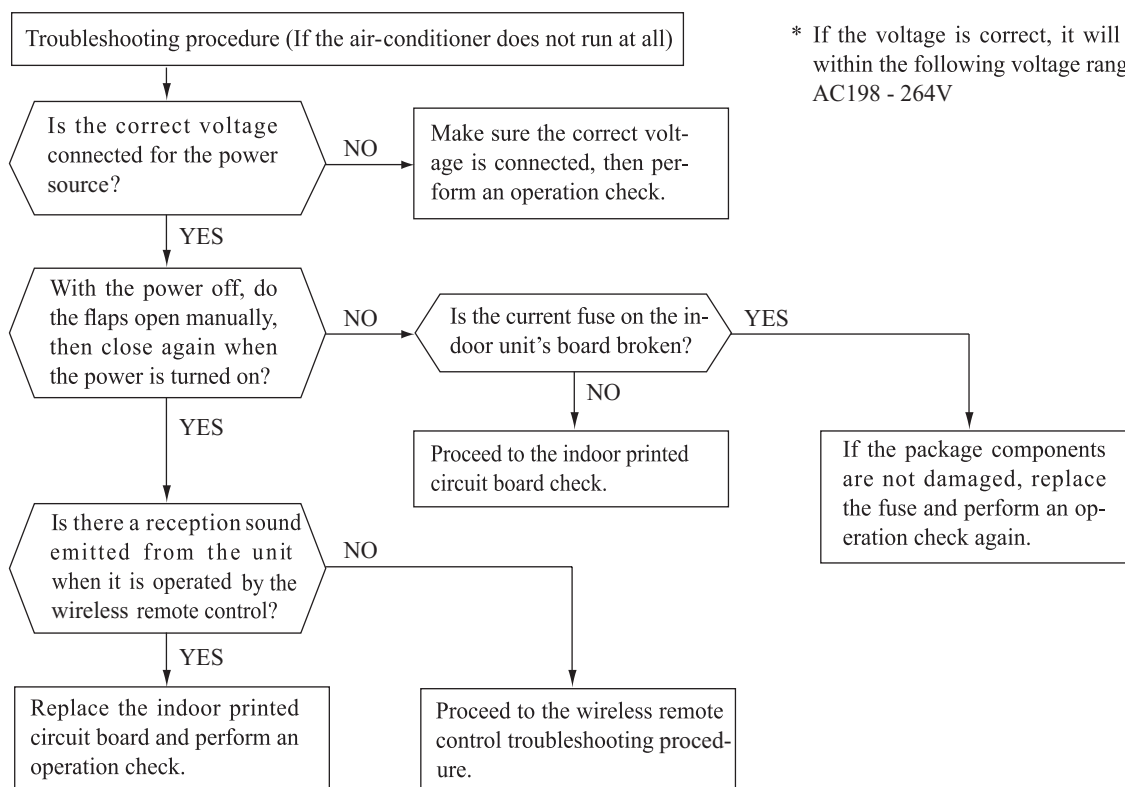 Troubleshooting procedure (If the air-conditioner does not run at all)
* If the voltage is correct, it will
within the following voltage rang
AC198 - 264V
Is the correct voltage
connected for the power
source?
NO
Make sure the correct volt-
age is connected, then per-
form an operation check.
YES
With the power off, do
the flaps open manually,
then close again when
the power is turned on?
NO
Is the current fuse on the in-
door unit's board broken?
YES
NO
YES
Proceed to the indoor printed
circuit board check.
If the package components
are not damaged, replace
the fuse and perform an op-
eration check again.
Is there a reception sound
emitted from the unit
when it is operated by the
wireless remote control?
NO
YES
Replace the indoor printed
circuit board and perform an
operation check.
Proceed to the wireless remote
control troubleshooting proced-
ure.